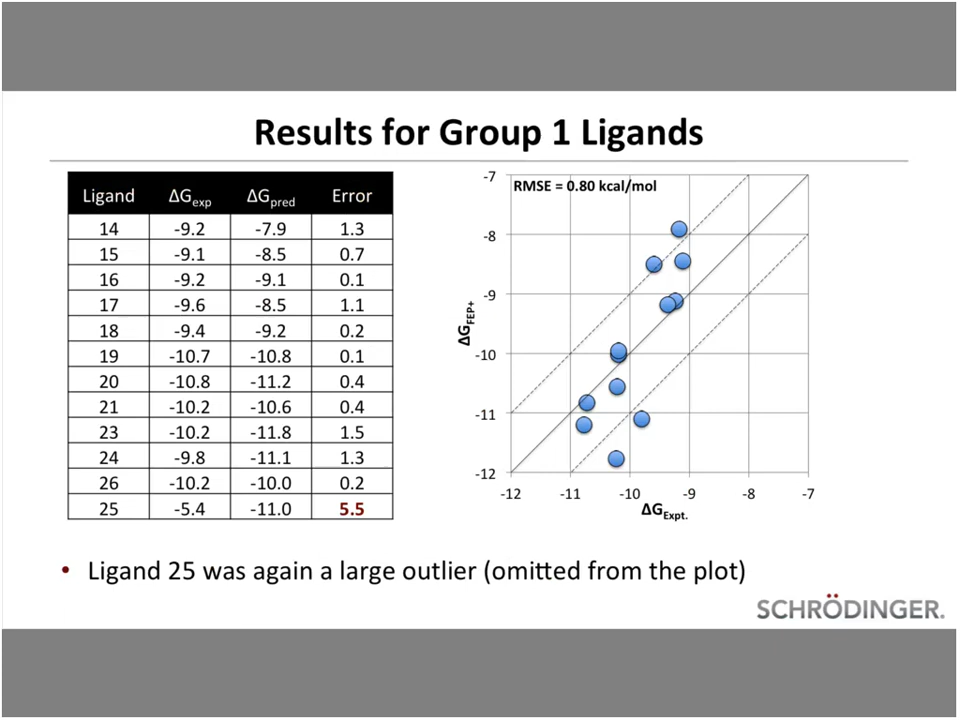 Results for Group 1 Ligands
Ligand ΔGexp ΔGpred Error
14 -9.2 -7.9 1.3
15 -9.1 -8.5 0.7
16 -9.2 -9.1 0.1
17 -9.6 -8.5 1.1
18 -9.4 -9.2 0.2
19 -10.7 -10.8 0.1
20 -10.8 -11.2 0.4
21 -10.2 -10.6 0.4
23 -10.2 -11.8 1.5
24 -9.8 -11.1 1.3
26 -10.2 -10.0 0.2
25 -5.4 -11.0 5.5
RMSE = 0.80 kcal/mol
-7
-8
-9
-10
-11
-12
ΔGFEP+
-12 -11 -10 -9 -8 -7
ΔGExpt.
• Ligand 25 was again a large outlier (omitted from the plot)
SCHRÖDINGER.